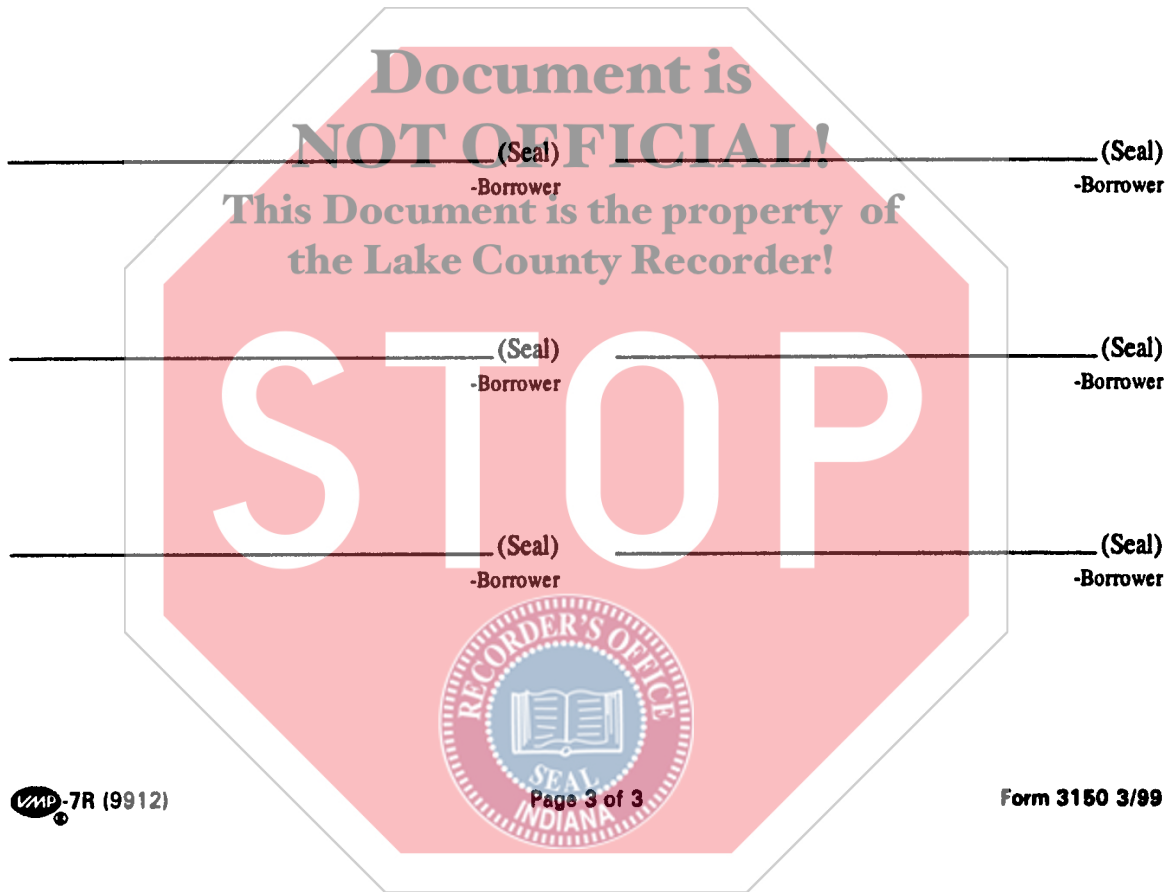 Document is
NOT OFFICIAL!
(Seal) (Seal)
-Borrower -Borrower
This Document is the property of
the Lake County Recorder!
(Seal) (Seal)
-Borrower -Borrower
STOP
(Seal) (Seal)
-Borrower -Borrower
RECORDER'S OFFICE
SEAL
INDIANA
VMP-7R (9912) Page 3 of 3 Form 3150 3/99